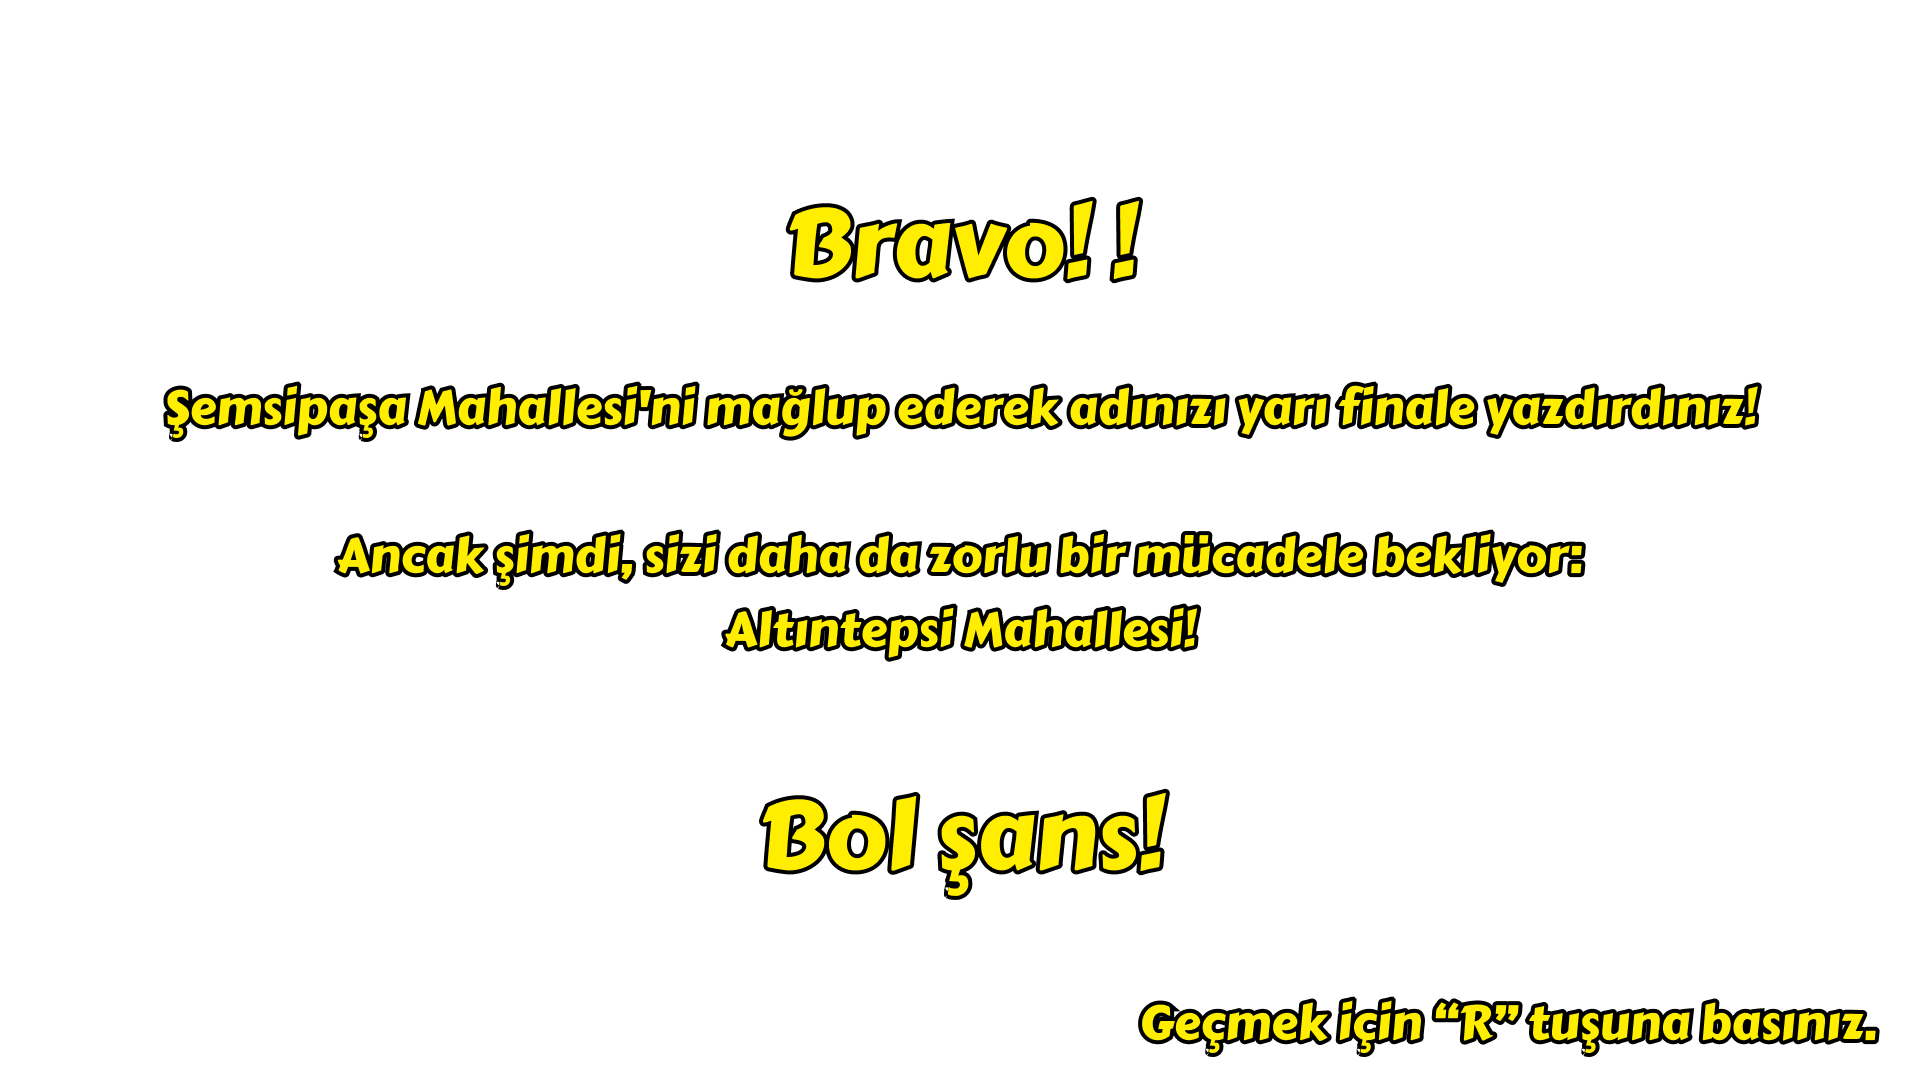 Bravo! !
Şemsipaşa Mahallesi'ni mağlup ederek adınızı yarı finale yazdırdınız!
Ancak şimdi, sizi daha da zorlu bir mücadele bekliyor:
Altıntepsi Mahallesi!
Bol şans!
Geçmek için “R” tuşuna basınız.